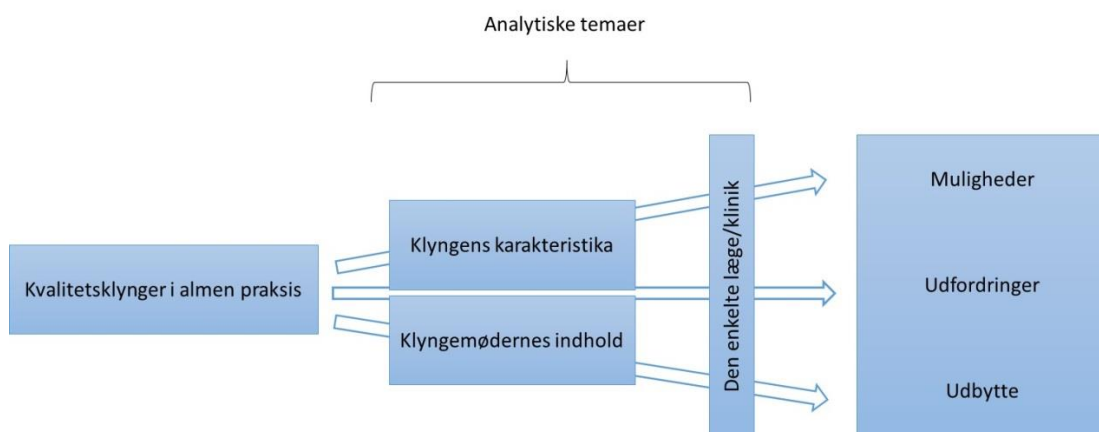 Analytiske temaer
Kvalitetsklynger i almen praksis
Klyngens karakteristika
Klyngemødernes indhold
Den enkelte læge/klinik
Muligheder
Udfordringer
Udbytte